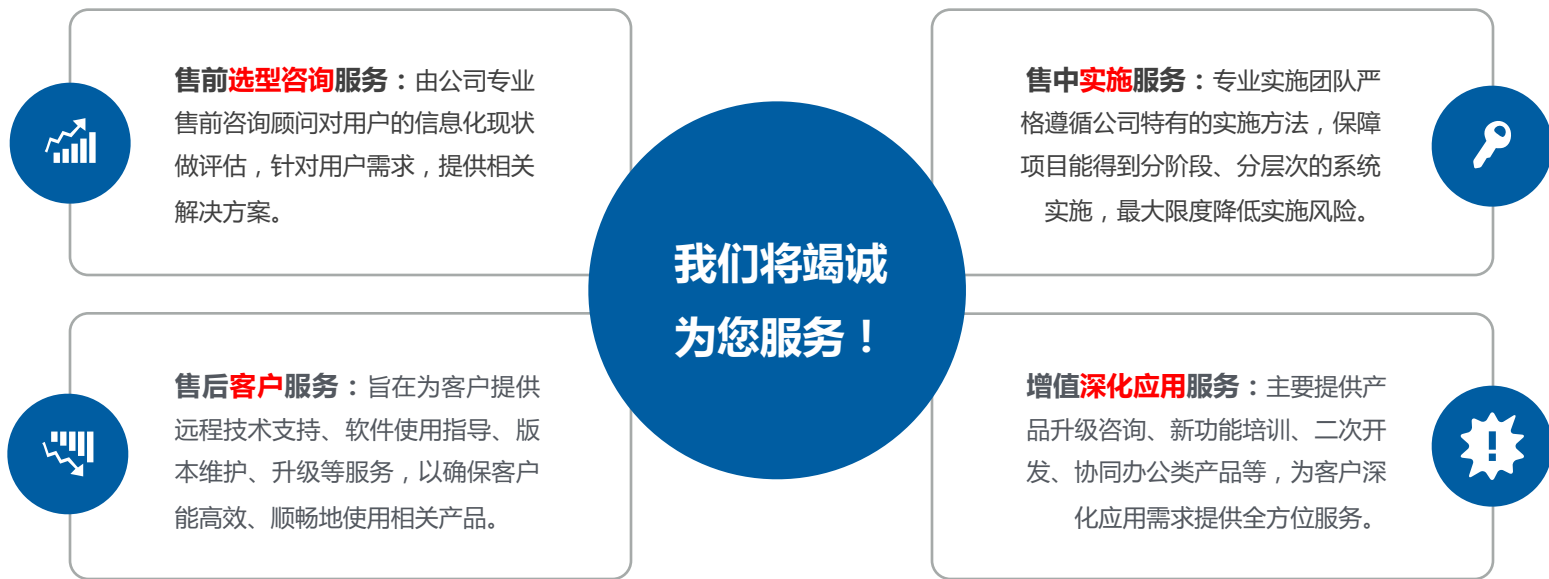 售前选型咨询服务：由公司专业
售前咨询顾问对用户的信息化现状
做评估，针对用户需求，提供相关
解决方案。
售中实施服务：专业实施团队严
格遵循公司特有的实施方法，保障
项目能得到分阶段、分层次的系统
实施，最大限度降低实施风险。
我们将竭诚
为您服务！
售后客户服务：旨在为客户提供
远程技术支持、软件使用指导、版
本维护、升级等服务，以确保客户
能高效、顺畅地使用相关产品。
增值深化应用服务：主要提供产
品升级咨询、新功能培训、二次开
发、协同办公类产品等，为客户深
化应用需求提供全方位服务。